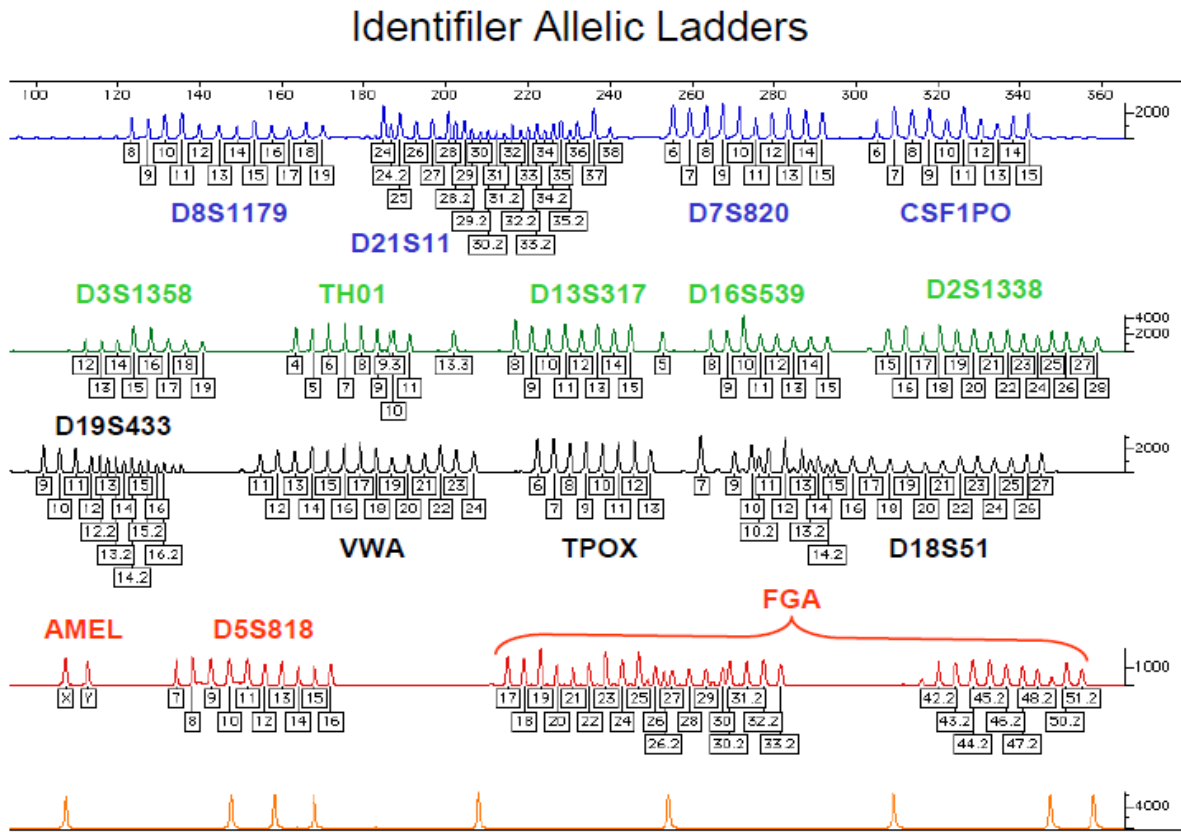 Identifiler Allelic Ladders
100 120 140 160 180 200 220 240 260 280 300 320 340 360
2000
8 10 12 14 16 18 24 26 28 30 32 34 36 38 6 8 10 12 14 6 8 10 12 14
9 11 13 15 17 19 24.2 27 29 31 33 35 37 7 9 11 13 15 7 9 11 13 15
25 28.2 31.2 34.2
D8S1179 29.2 32.2 35.2 D7S820 CSF1PO
D21S11 30.2 33.2
D3S1358 TH01 D13S317 D16S539 D2S1338
4000
2000
12 14 16 18 4 6 8 9.3 13.3 8 10 12 14 5 8 10 12 14 15 17 19 21 23 25 27
13 15 17 19 5 7 9 11 9 11 13 15 9 11 13 15 16 18 20 22 24 26 28
10
D19S433
2000
9 11 13 15 11 13 15 17 19 21 23 6 8 10 12 7 9 11 13 15 17 19 21 23 25 27
10 12 14 16 12 14 16 18 20 22 24 7 9 11 13 10 12 14 16 18 20 22 24 26
12.2 15.2 10.2 13.2
13.2 16.2 VWA TPOX 14.2 D18S51
14.2
FGA
AMEL D5S818
1000
X Y 7 9 11 13 15 17 19 21 23 25 27 29 31.2 42.2 45.2 48.2 51.2
8 10 12 14 16 18 20 22 24 26 28 30 32.2 43.2 46.2 50.2
26.2 30.2 33.2 44.2 47.2
4000